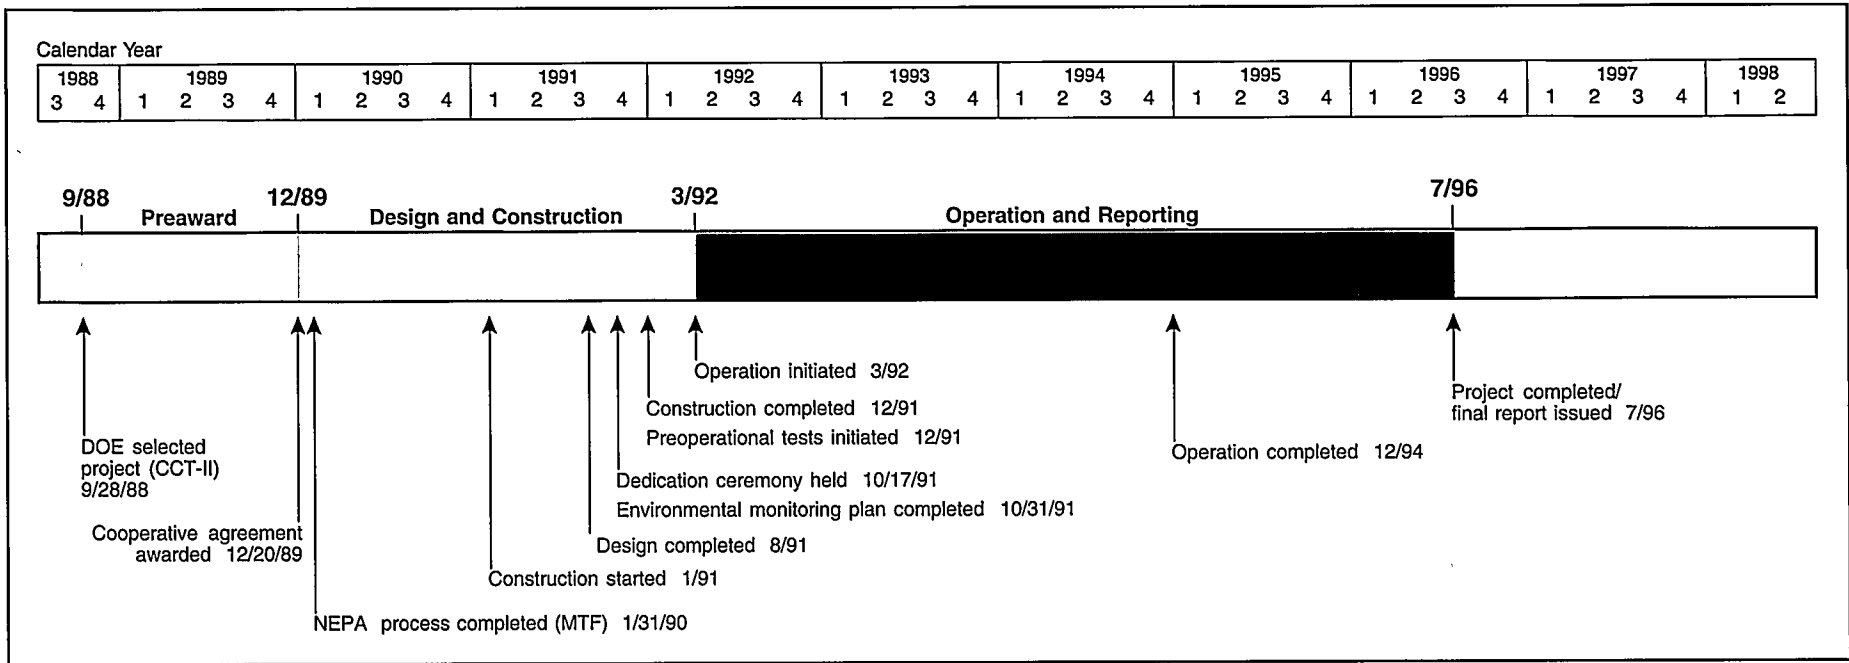 Calendar Year
1988 1989 1990 1991 1992 1993 1994 1995 1996 1997 1998
3 4 1 2 3 4 1 2 3 4 1 2 3 4 1 2 3 4 1 2 3 4 1 2 3 4 1 2 3 4 1 2 3 4 1 2 3 4 1 2
9/88 12/89 3/92 7/96
Preaward Design and Construction Operation and Reporting
Operation initiated 3/92
Construction completed 12/91
Preoperational tests initiated 12/91
Project completed/
final report issued 7/96
DOE selected
project (CCT-II)
9/28/88
Operation completed 12/94
Dedication ceremony held 10/17/91
Environmental monitoring plan completed 10/31/91
Cooperative agreement
awarded 12/20/89
Design completed 8/91
Construction started 1/91
NEPA process completed (MTF) 1/31/90